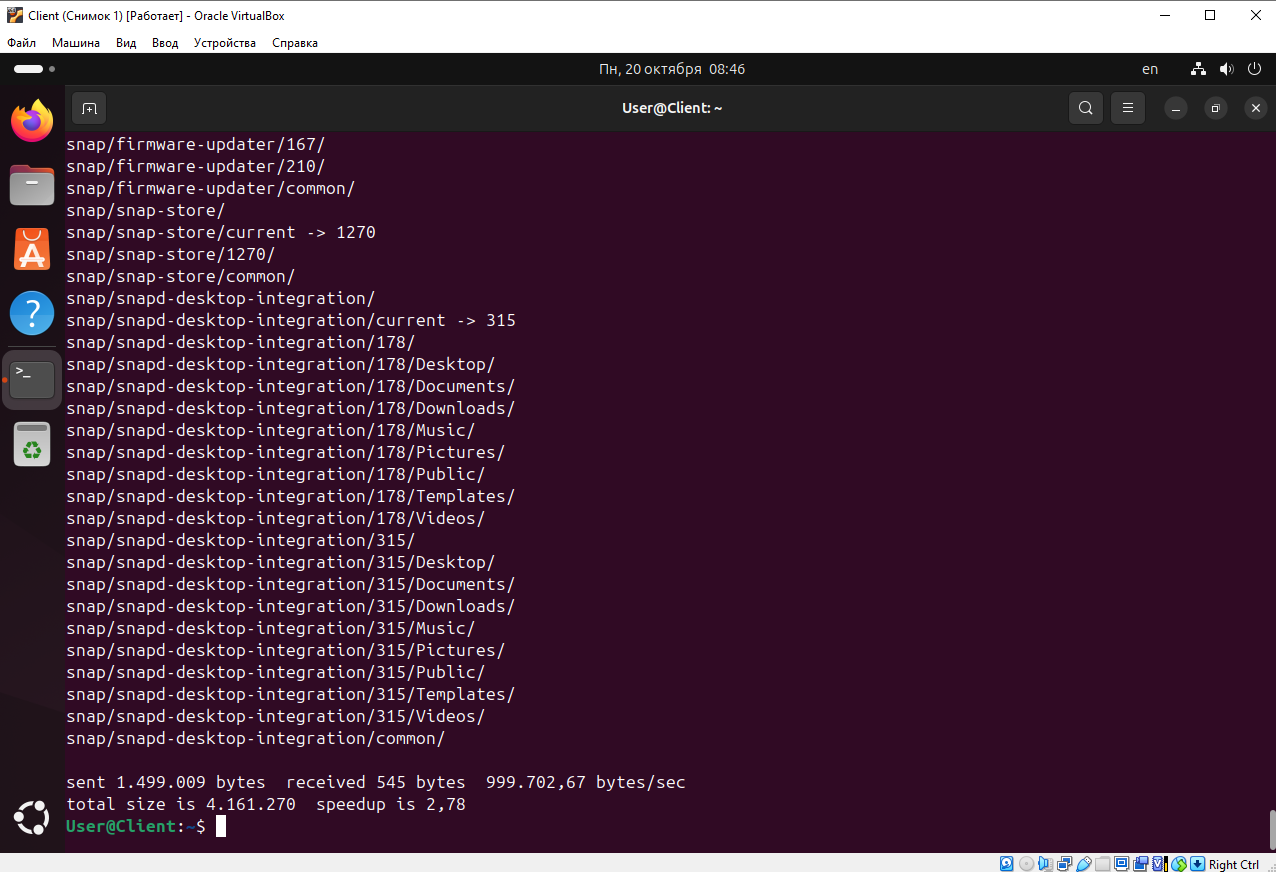 Client (Снимок 1) [Работает] - Oracle VirtualBox
Файл Машина Вид Ввод Устройства Справка
Пн, 20 октября 08:46 en
User@Client: ~
snap/firmware-updater/167/
snap/firmware-updater/210/
snap/firmware-updater/common/
snap/snap-store/
snap/snap-store/current -> 1270
snap/snap-store/1270/
snap/snap-store/common/
snap/snapd-desktop-integration/
snap/snapd-desktop-integration/current -> 315
snap/snapd-desktop-integration/178/
snap/snapd-desktop-integration/178/Desktop/
snap/snapd-desktop-integration/178/Documents/
snap/snapd-desktop-integration/178/Downloads/
snap/snapd-desktop-integration/178/Music/
snap/snapd-desktop-integration/178/Pictures/
snap/snapd-desktop-integration/178/Public/
snap/snapd-desktop-integration/178/Templates/
snap/snapd-desktop-integration/178/Videos/
snap/snapd-desktop-integration/315/
snap/snapd-desktop-integration/315/Desktop/
snap/snapd-desktop-integration/315/Documents/
snap/snapd-desktop-integration/315/Downloads/
snap/snapd-desktop-integration/315/Music/
snap/snapd-desktop-integration/315/Pictures/
snap/snapd-desktop-integration/315/Public/
snap/snapd-desktop-integration/315/Templates/
snap/snapd-desktop-integration/315/Videos/
snap/snapd-desktop-integration/common/
sent 1.499.009 bytes  received 545 bytes  999.702,67 bytes/sec
total size is 4.161.270  speedup is 2,78
User@Client:~$
Right Ctrl